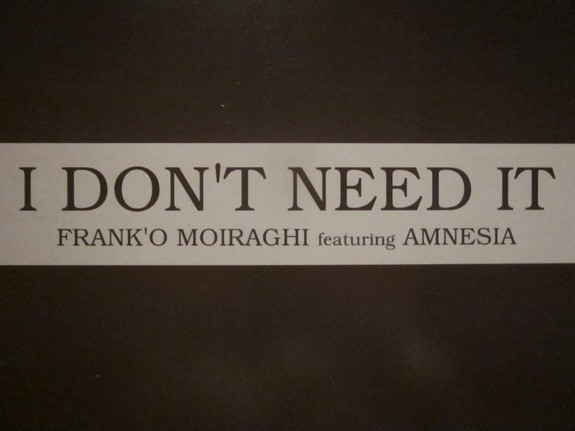 I DON'T NEED IT
FRANK'O MOIRAGHI featuring AMNESIA